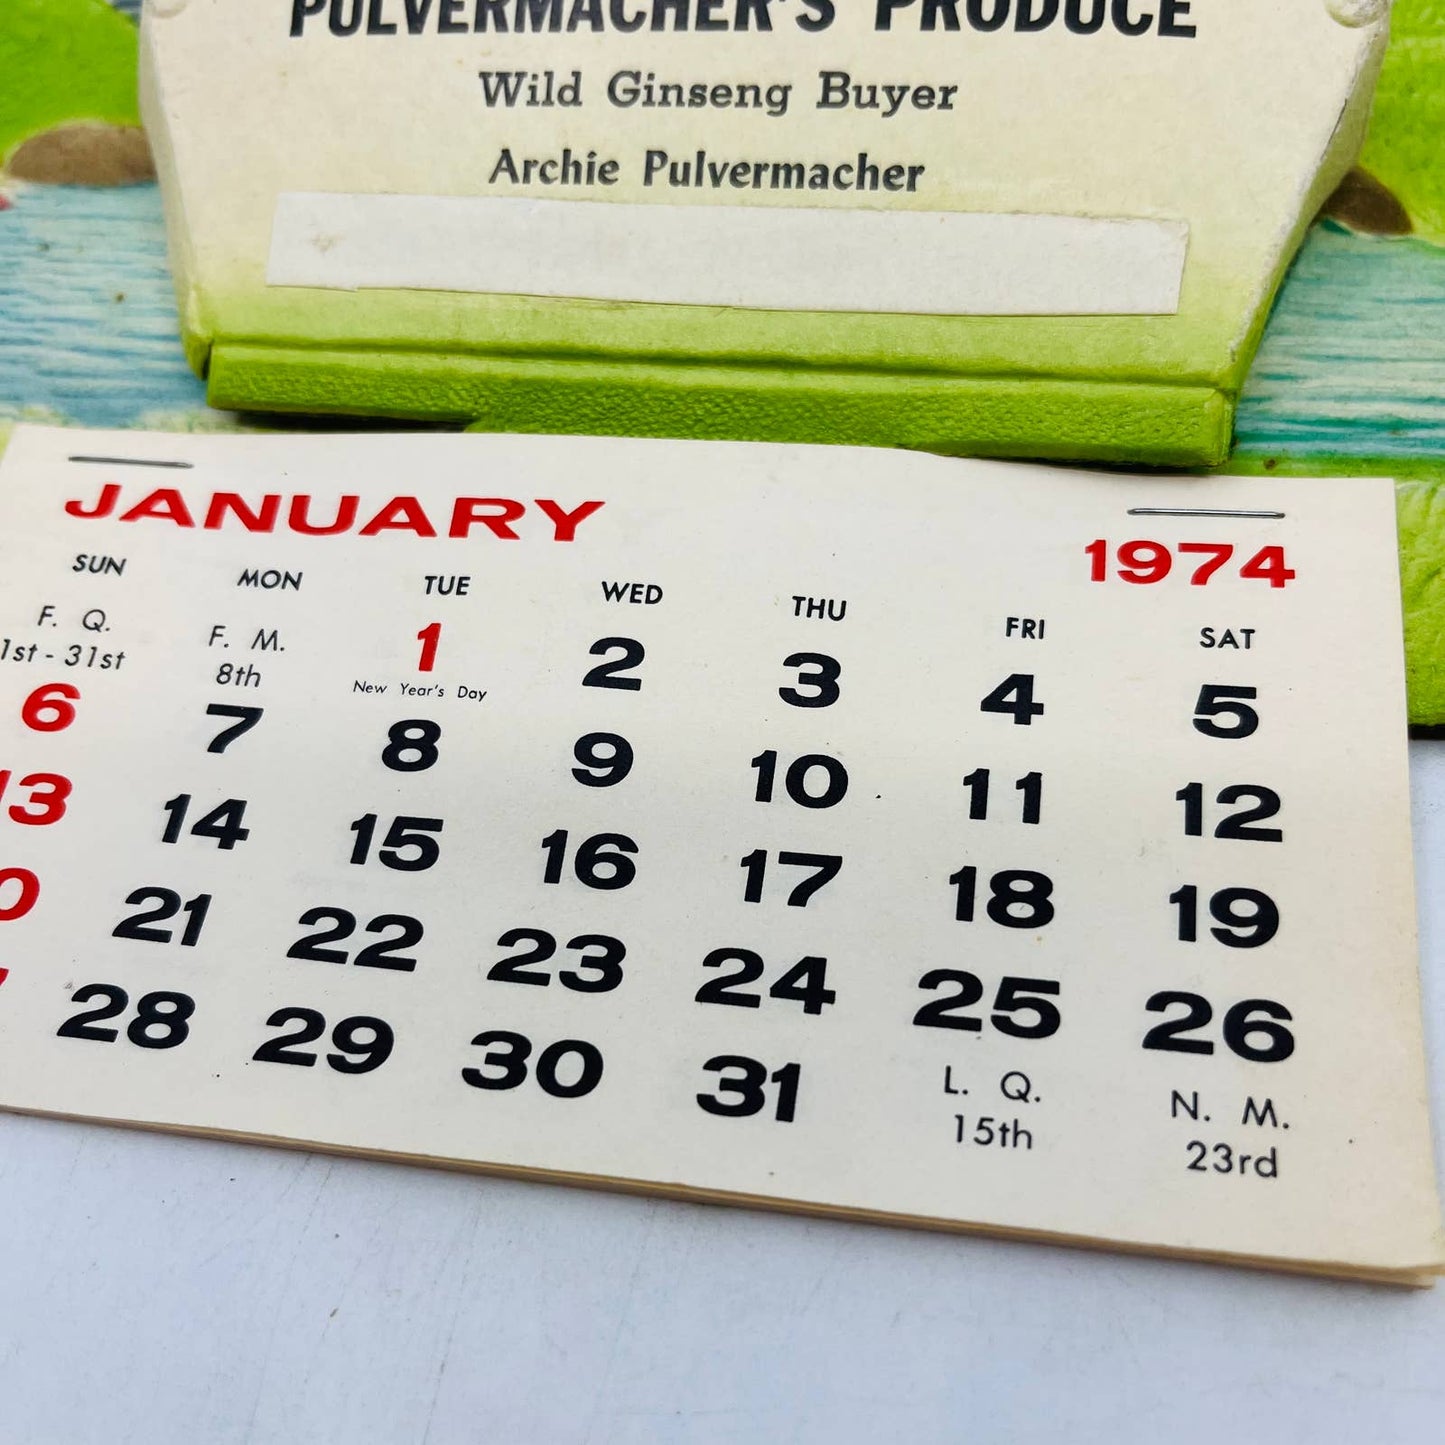 PULVERMACHER'S PRODUCE
Wild Ginseng Buyer
Archie Pulvermacher
JANUARY 1974
SUN MON TUE WED THU FRI SAT
F. Q. F. M. 1 2 3 4 5
1st - 31st 8th New Year's Day
6 7 8 9 10 11 12
13 14 15 16 17 18 19
21 22 23 24 25 26
28 29 30 31 L. Q. N. M.
15th 23rd